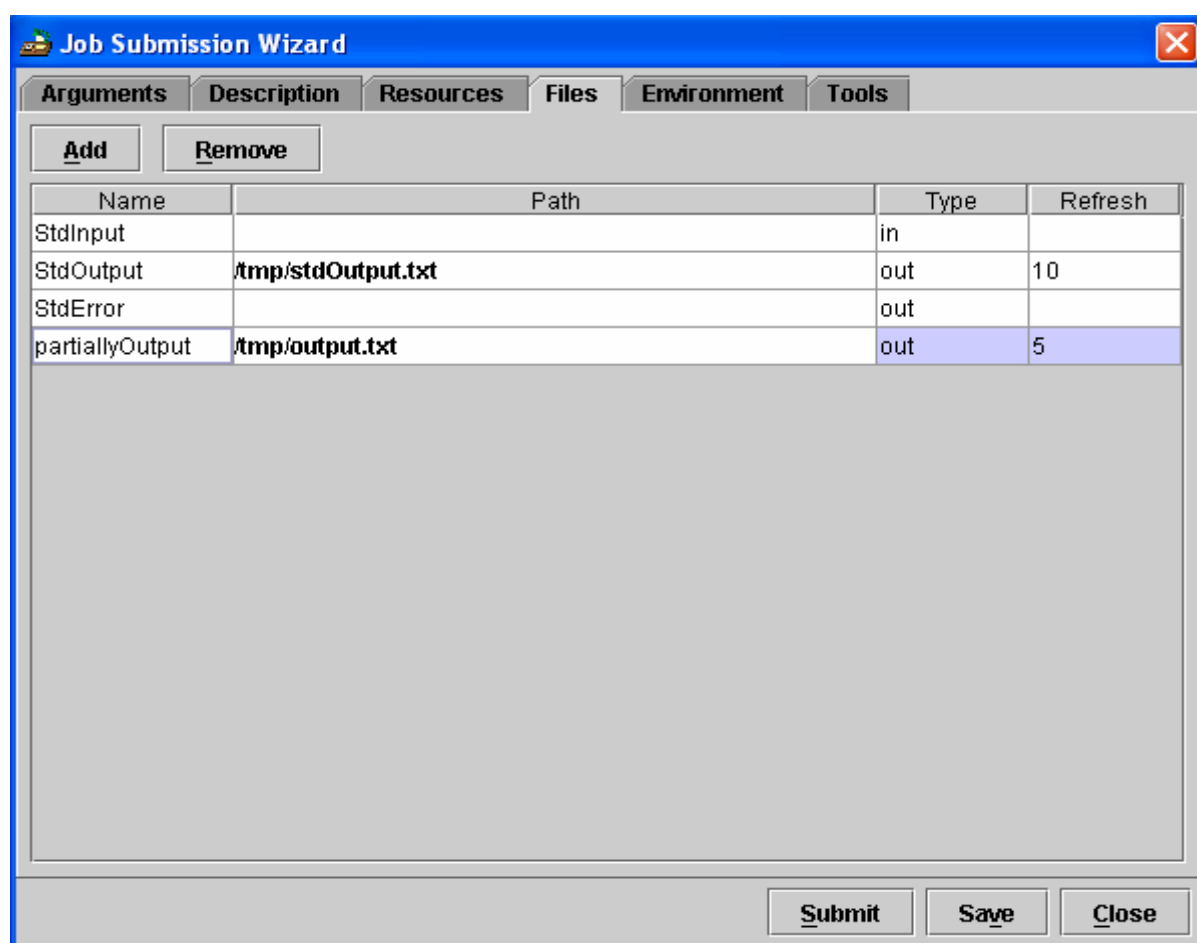 Job Submission Wizard
Arguments Description Resources Files Environment Tools
Add Remove
Name Path Type Refresh
StdInput in
StdOutput /tmp/stdOutput.txt out 10
StdError out
partiallyOutput /tmp/output.txt out 5
Submit Save Close